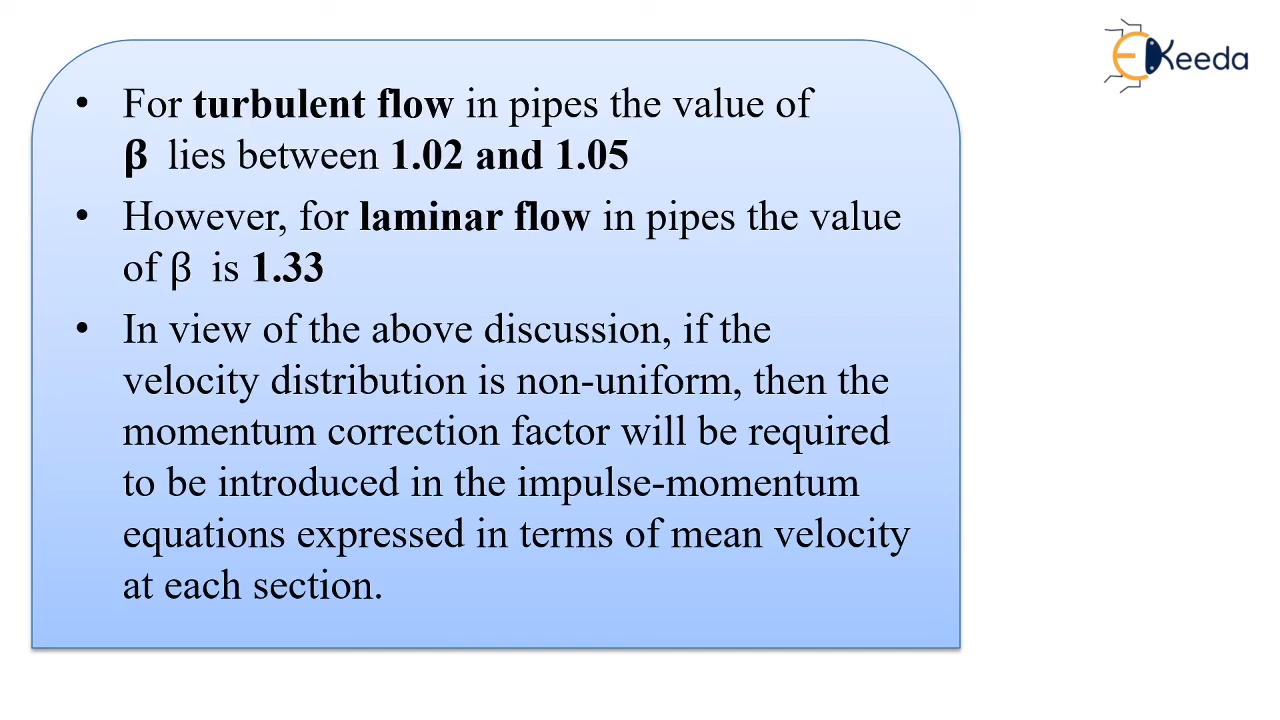 • For turbulent flow in pipes the value of
β lies between 1.02 and 1.05
• However, for laminar flow in pipes the value
of β is 1.33
• In view of the above discussion, if the
velocity distribution is non-uniform, then the
momentum correction factor will be required
to be introduced in the impulse-momentum
equations expressed in terms of mean velocity
at each section.
EKeeda